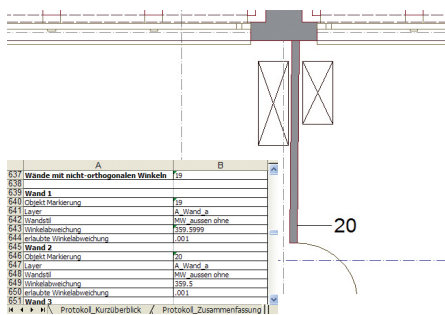 A B
637 Wände mit nicht-orthogonalen Winkeln 19
638
639 Wand 1
640 Objekt Markierung 19
641 Layer A_Wand_a
642 Wandstil MW_aussen ohne
643 Winkelabweichung 359.5999
644 erlaubte Winkelabweichung .001
645 Wand 2
646 Objekt Markierung 20
647 Layer A_Wand_a
648 Wandstil MW_aussen ohne
649 Winkelabweichung 359.5
650 erlaubte Winkelabweichung .001
651 Wand 3
Protokoll_Kurzüberblick Protokoll_Zusammenfassung
20